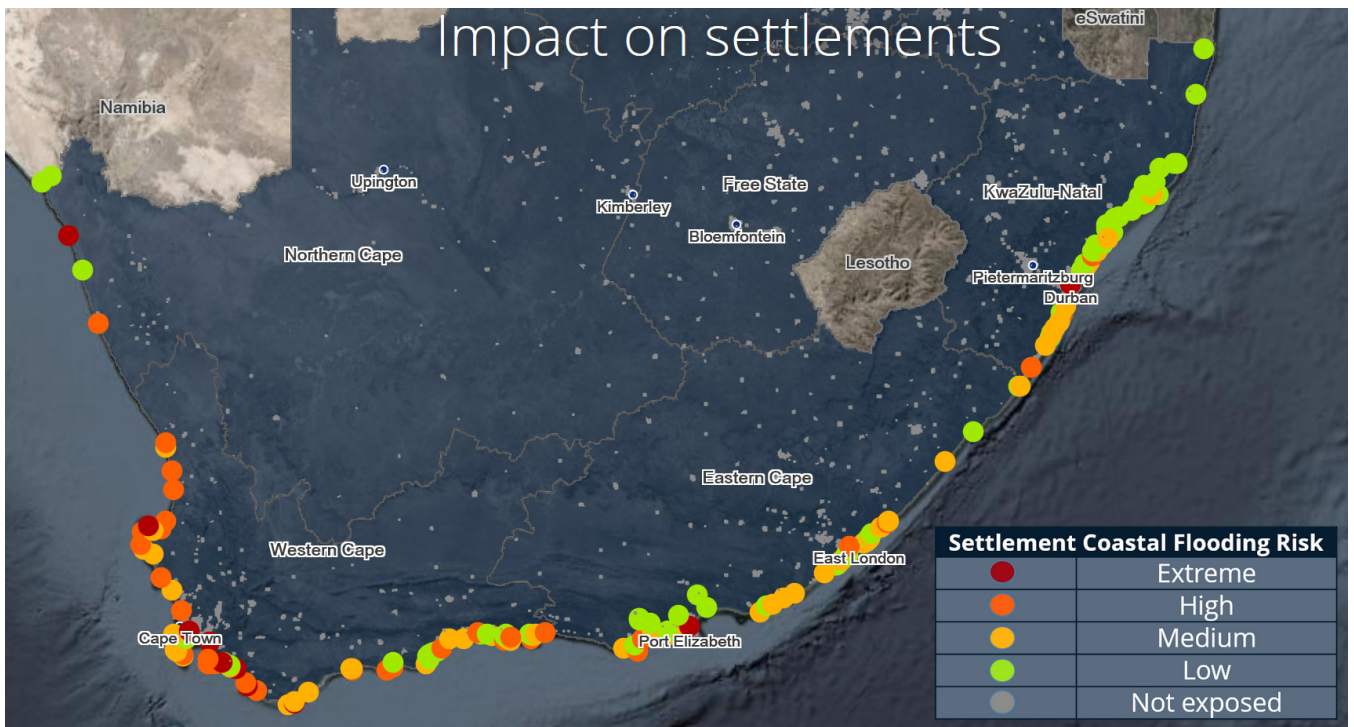 Impact on settlements
eSwatini
Namibia
Upington
Kimberley
Free State
KwaZulu-Natal
Bloemfontein
Northern Cape
Lesotho
Pietermaritzburg
Durban
Eastern Cape
Western Cape
East London
Cape Town
Port Elizabeth
Settlement Coastal Flooding Risk
Extreme
High
Medium
Low
Not exposed